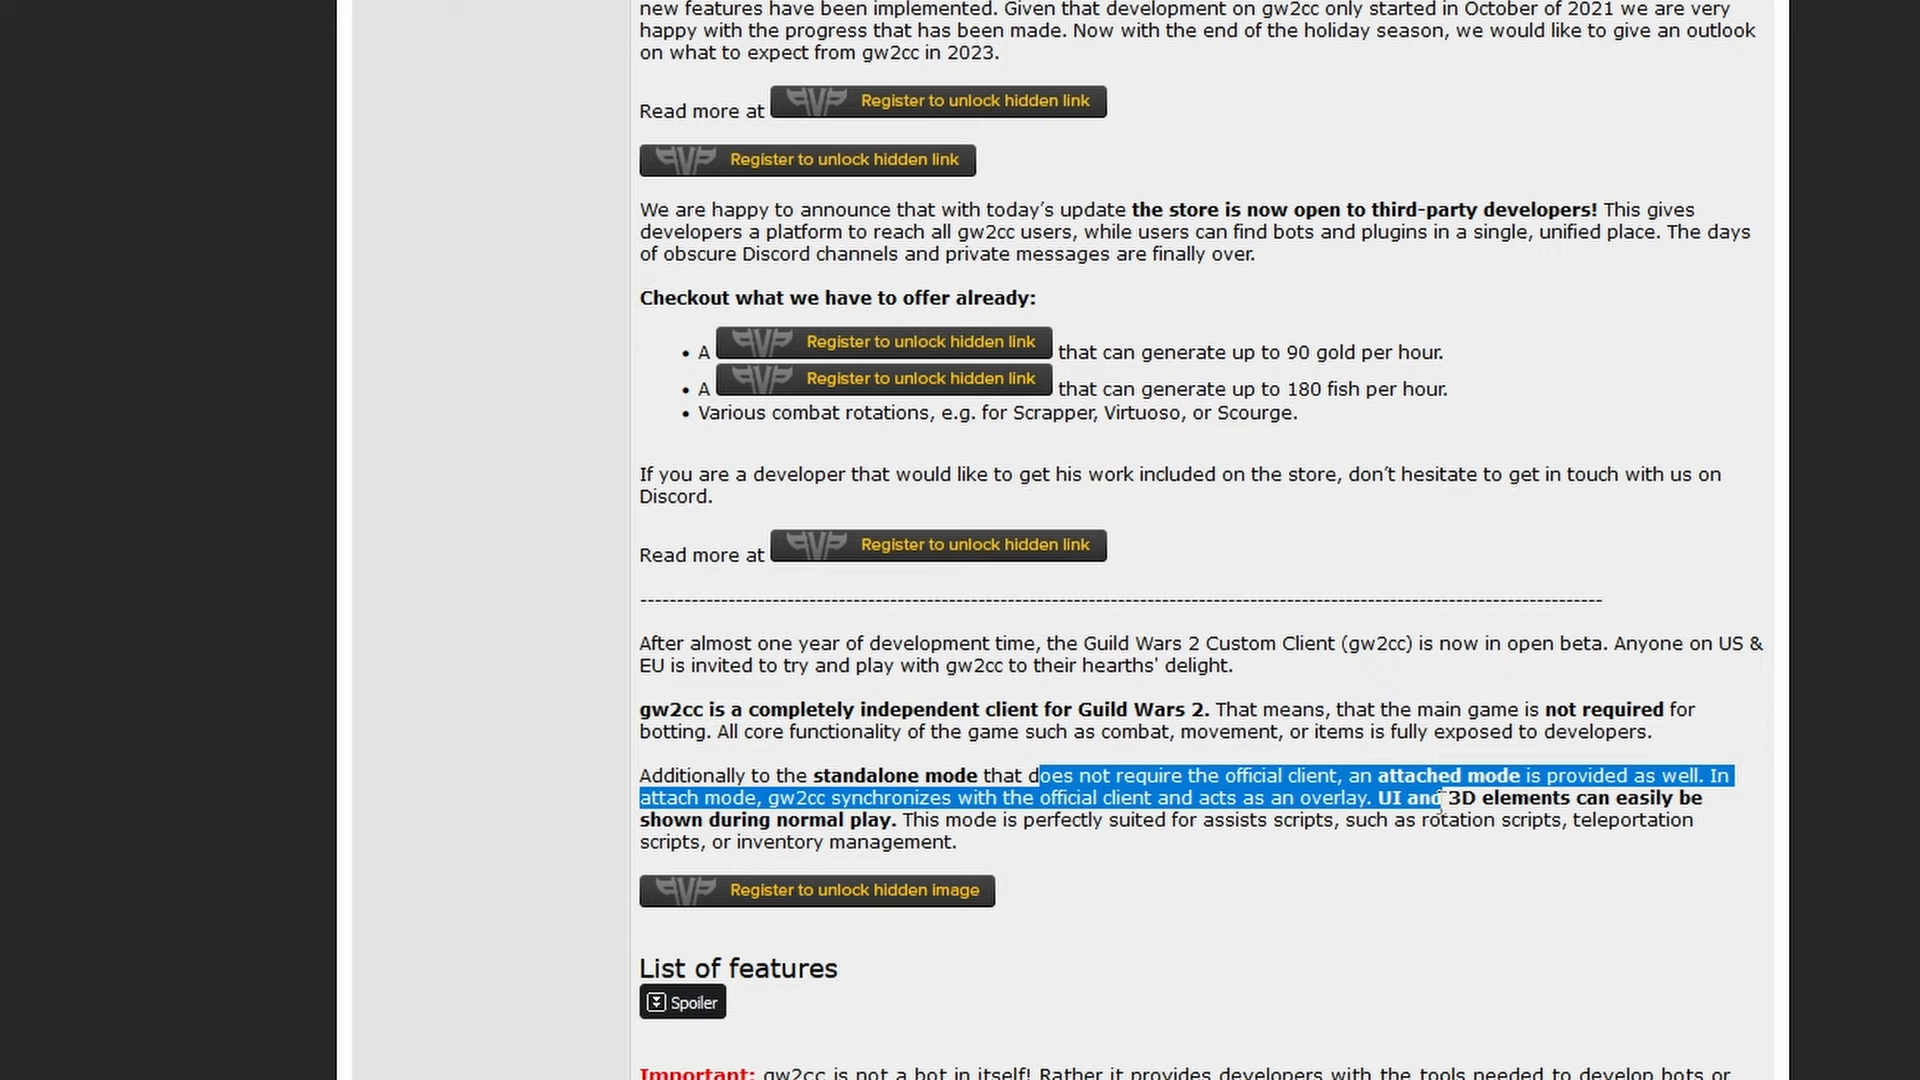 new features have been implemented. Given that development on gw2cc only started in October of 2021 we are very
happy with the progress that has been made. Now with the end of the holiday season, we would like to give an outlook
on what to expect from gw2cc in 2023.
Read more at Register to unlock hidden link
Register to unlock hidden link
We are happy to announce that with today’s update the store is now open to third-party developers! This gives
developers a platform to reach all gw2cc users, while users can find bots and plugins in a single, unified place. The days
of obscure Discord channels and private messages are finally over.
Checkout what we have to offer already:
• A Register to unlock hidden link that can generate up to 90 gold per hour.
• A Register to unlock hidden link that can generate up to 180 fish per hour.
• Various combat rotations, e.g. for Scrapper, Virtuoso, or Scourge.
If you are a developer that would like to get his work included on the store, don’t hesitate to get in touch with us on
Discord.
Read more at Register to unlock hidden link
----------------------------------------------------------------------------------------------------------------------------------
After almost one year of development time, the Guild Wars 2 Custom Client (gw2cc) is now in open beta. Anyone on US &
EU is invited to try and play with gw2cc to their hearths' delight.
gw2cc is a completely independent client for Guild Wars 2. That means, that the main game is not required for
botting. All core functionality of the game such as combat, movement, or items is fully exposed to developers.
Additionally to the standalone mode that does not require the official client, an attached mode is provided as well. In
attach mode, gw2cc synchronizes with the official client and acts as an overlay. UI and 3D elements can easily be
shown during normal play. This mode is perfectly suited for assists scripts, such as rotation scripts, teleportation
scripts, or inventory management.
Register to unlock hidden image
List of features
Spoiler
Important: gw2cc is not a bot in itself! Rather it provides developers with the tools needed to develop bots or